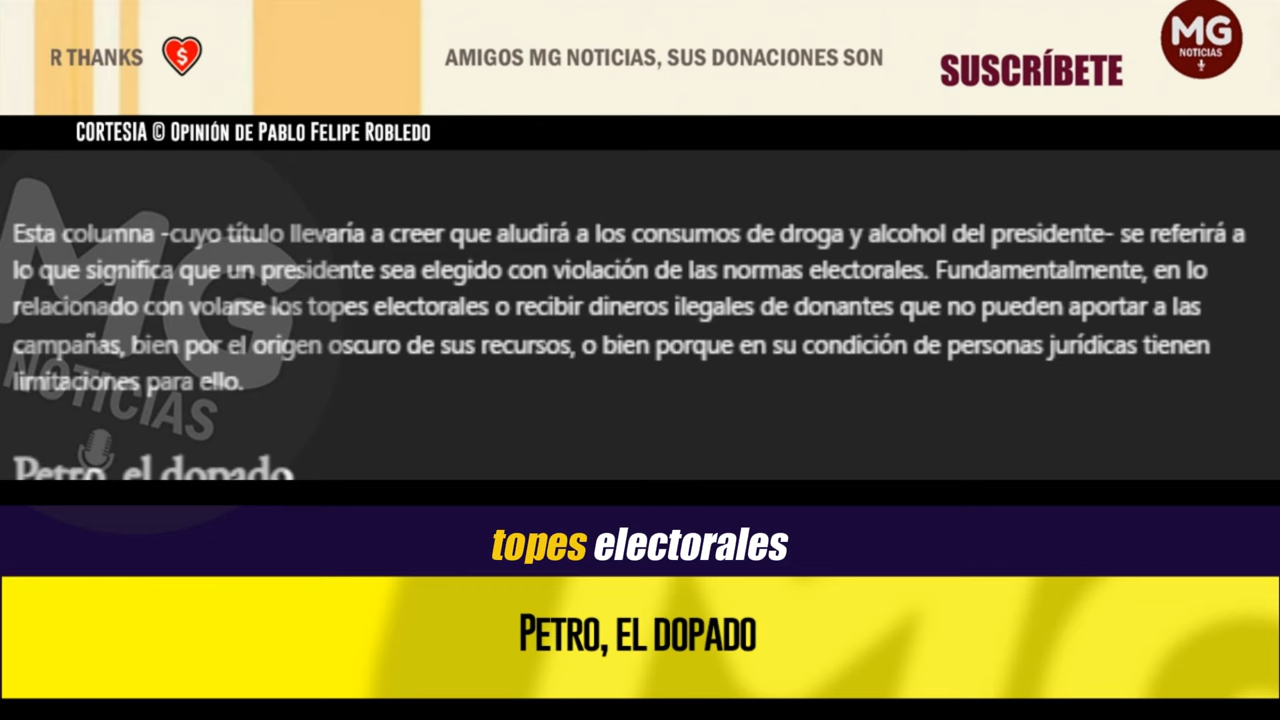 R THANKS
AMIGOS MG NOTICIAS, SUS DONACIONES SON
SUSCRÍBETE
MG
NOTICIAS
CORTESIA © OPINIÓN DE PABLO FELIPE ROBLEDO
Esta columna -cuyo título llevaría a creer que aludirá a los consumos de droga y alcohol del presidente- se referirá a
lo que significa que un presidente sea elegido con violación de las normas electorales. Fundamentalmente, en lo
relacionado con volarse los topes electorales o recibir dineros ilegales de donantes que no pueden aportar a las
campañas, bien por el origen oscuro de sus recursos, o bien porque en su condición de personas jurídicas tienen
limitaciones para ello.
MG
NOTICIAS
Petro, el dopado
topes electorales
PETRO, EL DOPADO